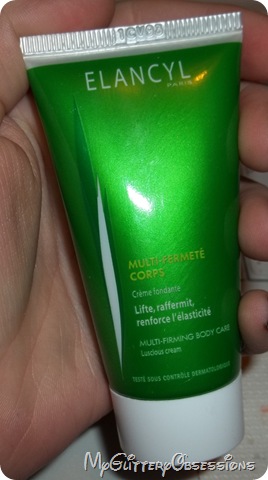 ELANCYL
PARIS
MULTI-FERMETÉ
CORPS
Crème fondante
Lifte, raffermit,
renforce l'élasticité
MULTI-FIRMING BODY CARE
Luscious cream
TESTÉ SOUS CONTRÔLE DERMATOLOGIQUE
MyGlitteryObsessions